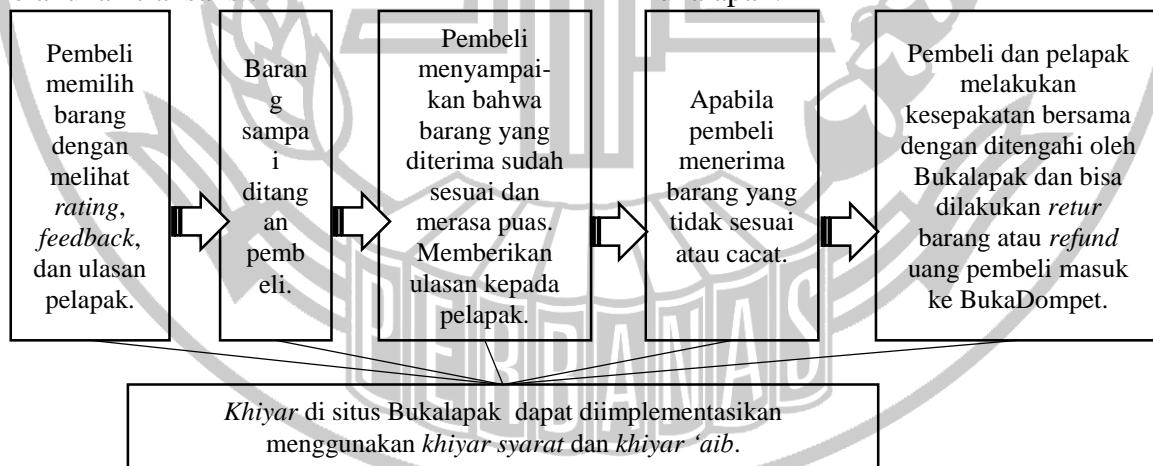 Pembeli
memilih
barang
dengan
melihat
rating,
feedback,
dan ulasan
pelapak.
Baran
g
sampa
i
ditang
an
pemb
eli.
Pembeli
menyampai-
kan bahwa
barang yang
diterima sudah
sesuai dan
merasa puas.
Memberikan
ulasan kepada
pelapak.
Apabila
pembeli
menerima
barang yang
tidak sesuai
atau cacat.
Pembeli dan pelapak
melakukan
kesepakatan bersama
dengan ditengahi oleh
Bukalapak dan bisa
dilakukan retur
barang atau refund
uang pembeli masuk
ke BukaDompet.
PERBANAS
Khiyar di situs Bukalapak dapat diimplementasikan
menggunakan khiyar syarat dan khiyar ‘aib.